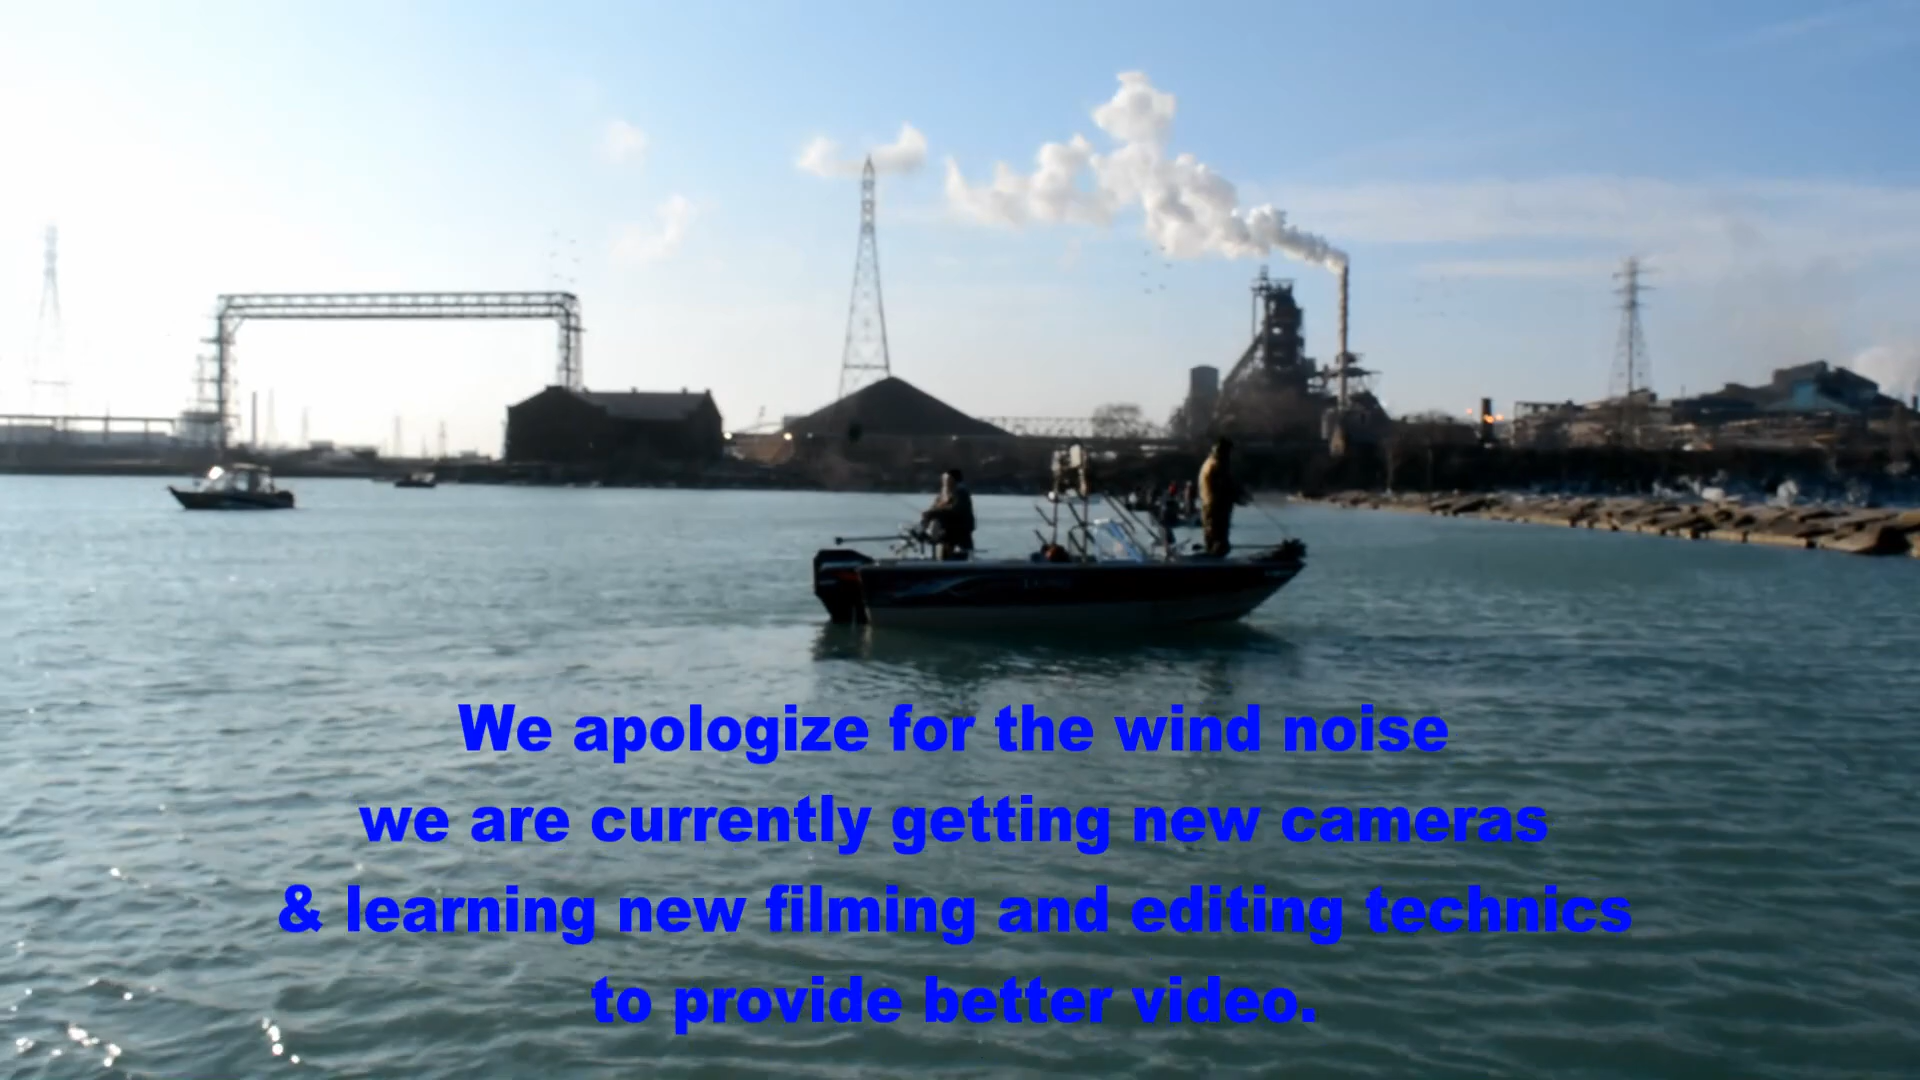 We apologize for the wind noise
we are currently getting new cameras
& learning new filming and editing technics
to provide better video.